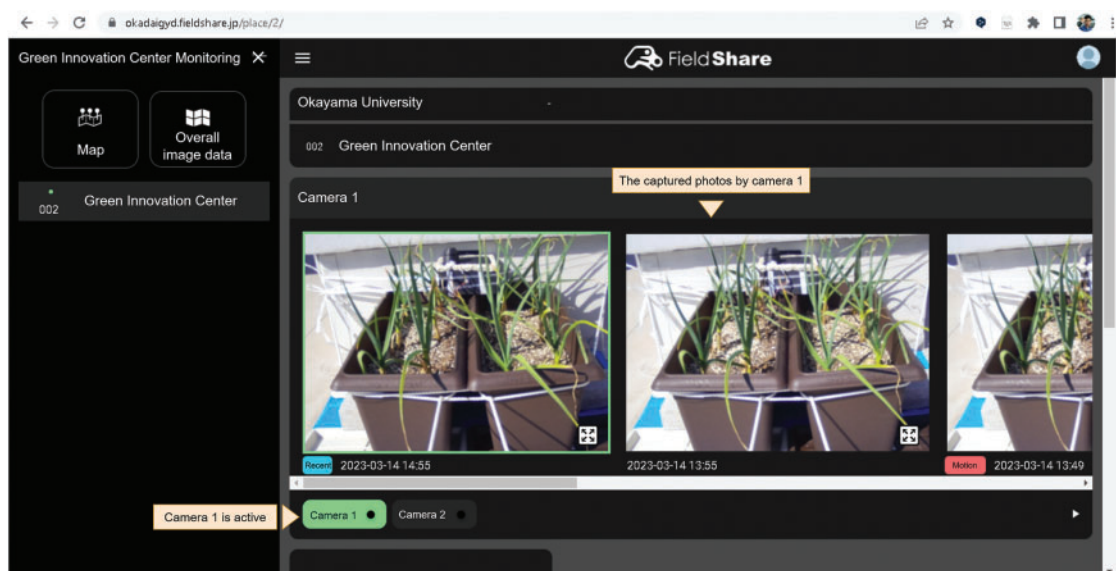 okadaigyd.fieldshare.jp/place/2/
Green Innovation Center Monitoring
Field Share
Map
Overall
image data
002
Green Innovation Center
Okayama University
-
002 Green Innovation Center
The captured photos by camera 1
Camera 1
Recent 2023-03-14 14:55
2023-03-14 13:55
Motion 2023-03-14 13:49
Camera 1 is active
Camera 1
Camera 2